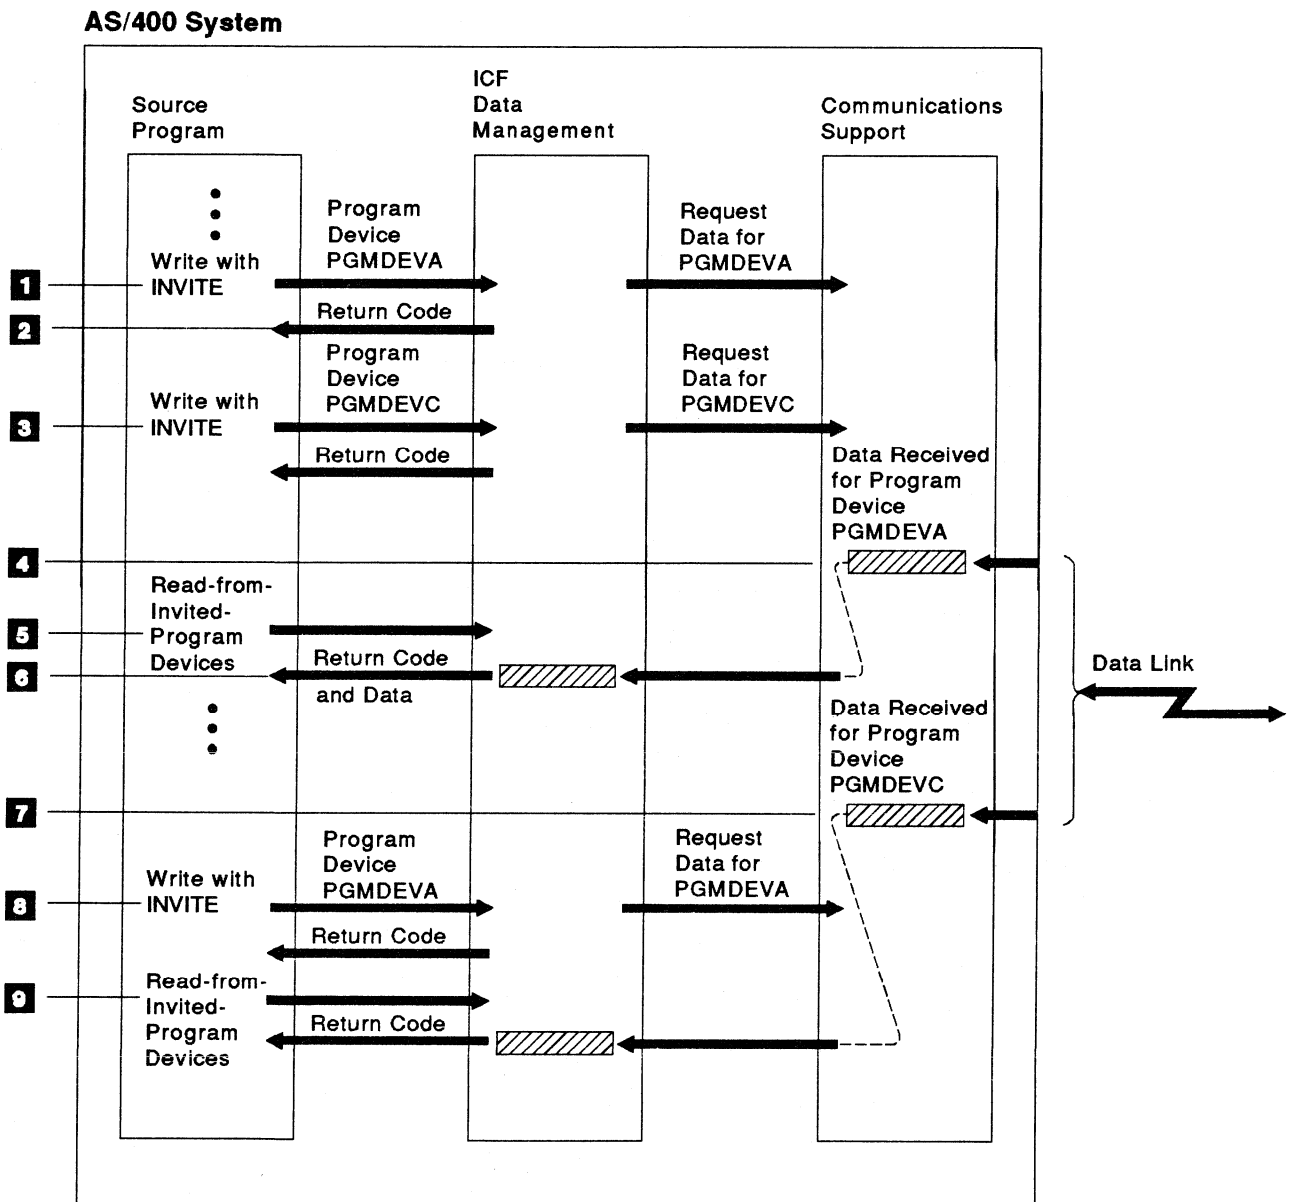 AS/400 System
Source
Program
ICF
Data
Management
Communications
Support
Program
Device
PGMDEVA
Request
Data for
PGMDEVA
1
Write with
INVITE
2
Return Code
Program
Device
PGMDEVC
Request
Data for
PGMDEVC
3
Write with
INVITE
Return Code
Data Received
for Program
Device
PGMDEVA
4
5
Read-from-
Invited-
Program
Devices
6
Return Code
and Data
Data Link
Data Received
for Program
Device
PGMDEVC
7
Program
Device
PGMDEVA
Request
Data for
PGMDEVA
8
Write with
INVITE
Return Code
9
Read-from-
Invited-
Program
Devices
Return Code